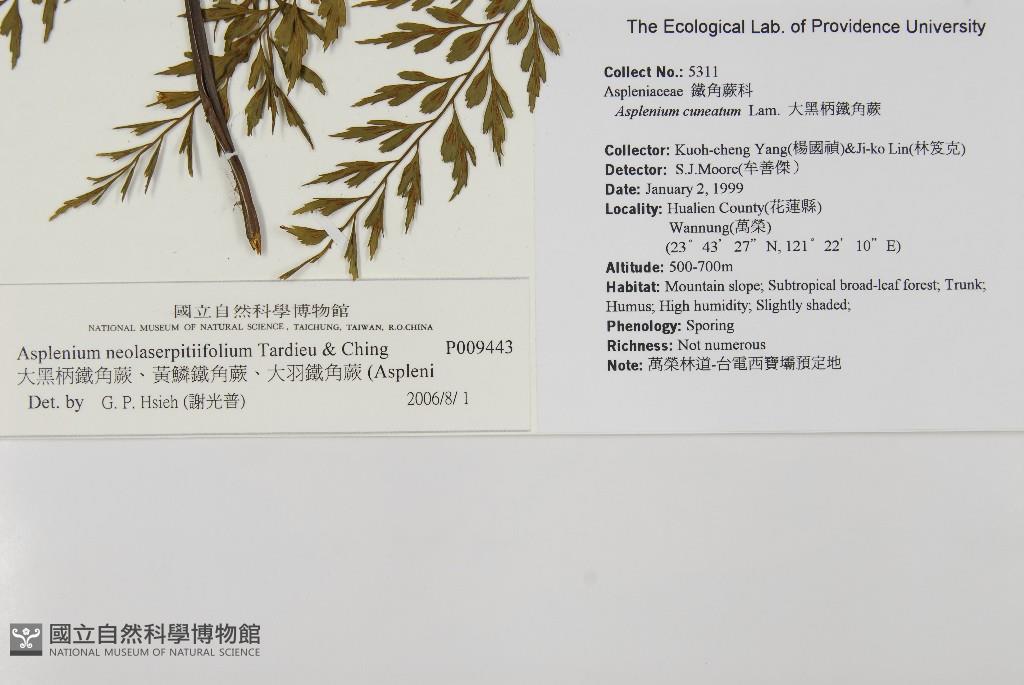 The Ecological Lab. of Providence University
Collect No.: 5311
Aspleniaceae 鐵角蕨科
Asplenium cuneatum Lam. 大黑柄鐵角蕨
Collector: Kuoh-cheng Yang(楊國禎)&Ji-ko Lin(林笈克)
Detector: S.J.Moore(牟善傑)
Date: January 2, 1999
Locality: Hualien County(花蓮縣)
Wannung(萬榮)
(23° 43' 27" N, 121° 22' 10" E)
Altitude: 500-700m
Habitat: Mountain slope; Subtropical broad-leaf forest; Trunk;
Humus; High humidity; Slightly shaded;
Phenology: Sporing
Richness: Not numerous
Note: 萬榮林道-台電西寶壩預定地
國立自然科學博物館
NATIONAL MUSEUM OF NATURAL SCIENCE, TAICHUNG, TAIWAN, R.O.CHINA
Asplenium neolaserpitiifolium Tardieu & Ching P009443
大黑柄鐵角蕨、黃鱗鐵角蕨、大羽鐵角蕨 (Aspleni
Det. by G. P. Hsieh (謝光普) 2006/8/ 1
國立自然科學博物館
NATIONAL MUSEUM OF NATURAL SCIENCE